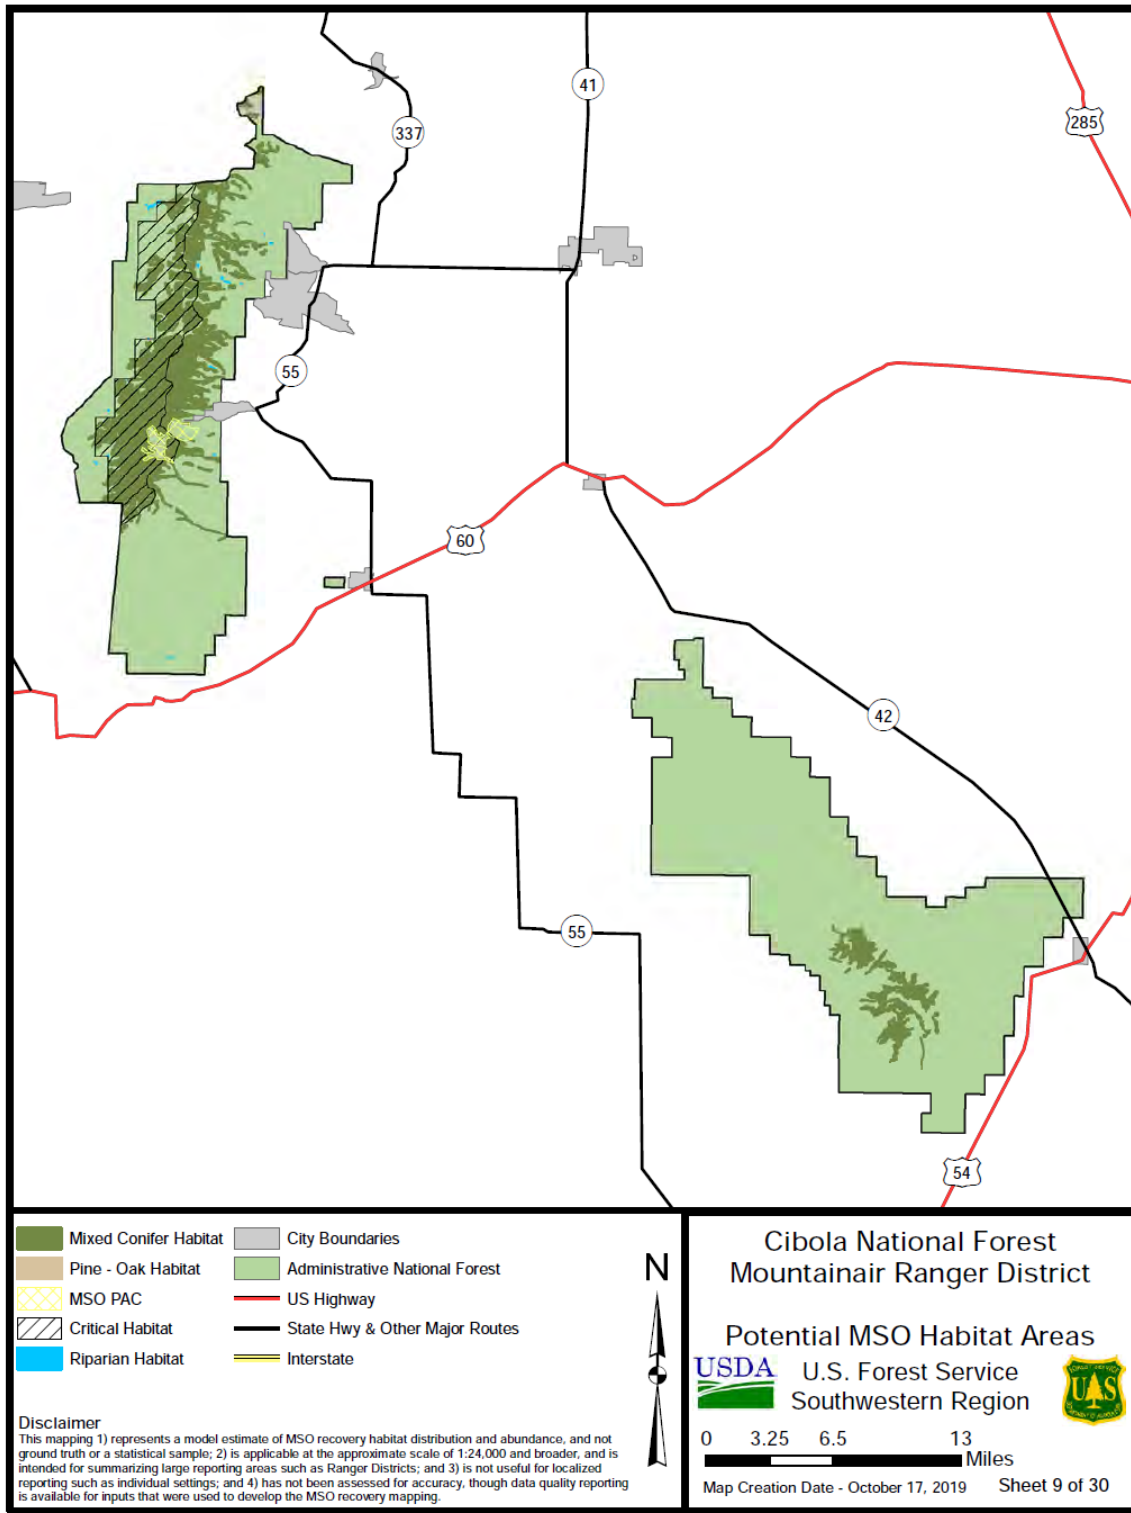 41
337
285
55
60
42
55
54
Mixed Conifer Habitat
Pine - Oak Habitat
MSO PAC
Critical Habitat
Riparian Habitat
City Boundaries
Administrative National Forest
US Highway
State Hwy & Other Major Routes
Interstate
N
Disclaimer
This mapping 1) represents a model estimate of MSO recovery habitat distribution and abundance, and not
ground truth or a statistical sample; 2) is applicable at the approximate scale of 1:24,000 and broader, and is
intended for summarizing large reporting areas such as Ranger Districts; and 3) is not useful for localized
reporting such as individual settings; and 4) has not been assessed for accuracy, though data quality reporting
is available for inputs that were used to develop the MSO recovery mapping.
Cibola National Forest
Mountainair Ranger District
Potential MSO Habitat Areas
USDA
U.S. Forest Service
Southwestern Region
UAS
0 3.25 6.5 13
Miles
Map Creation Date - October 17, 2019
Sheet 9 of 30